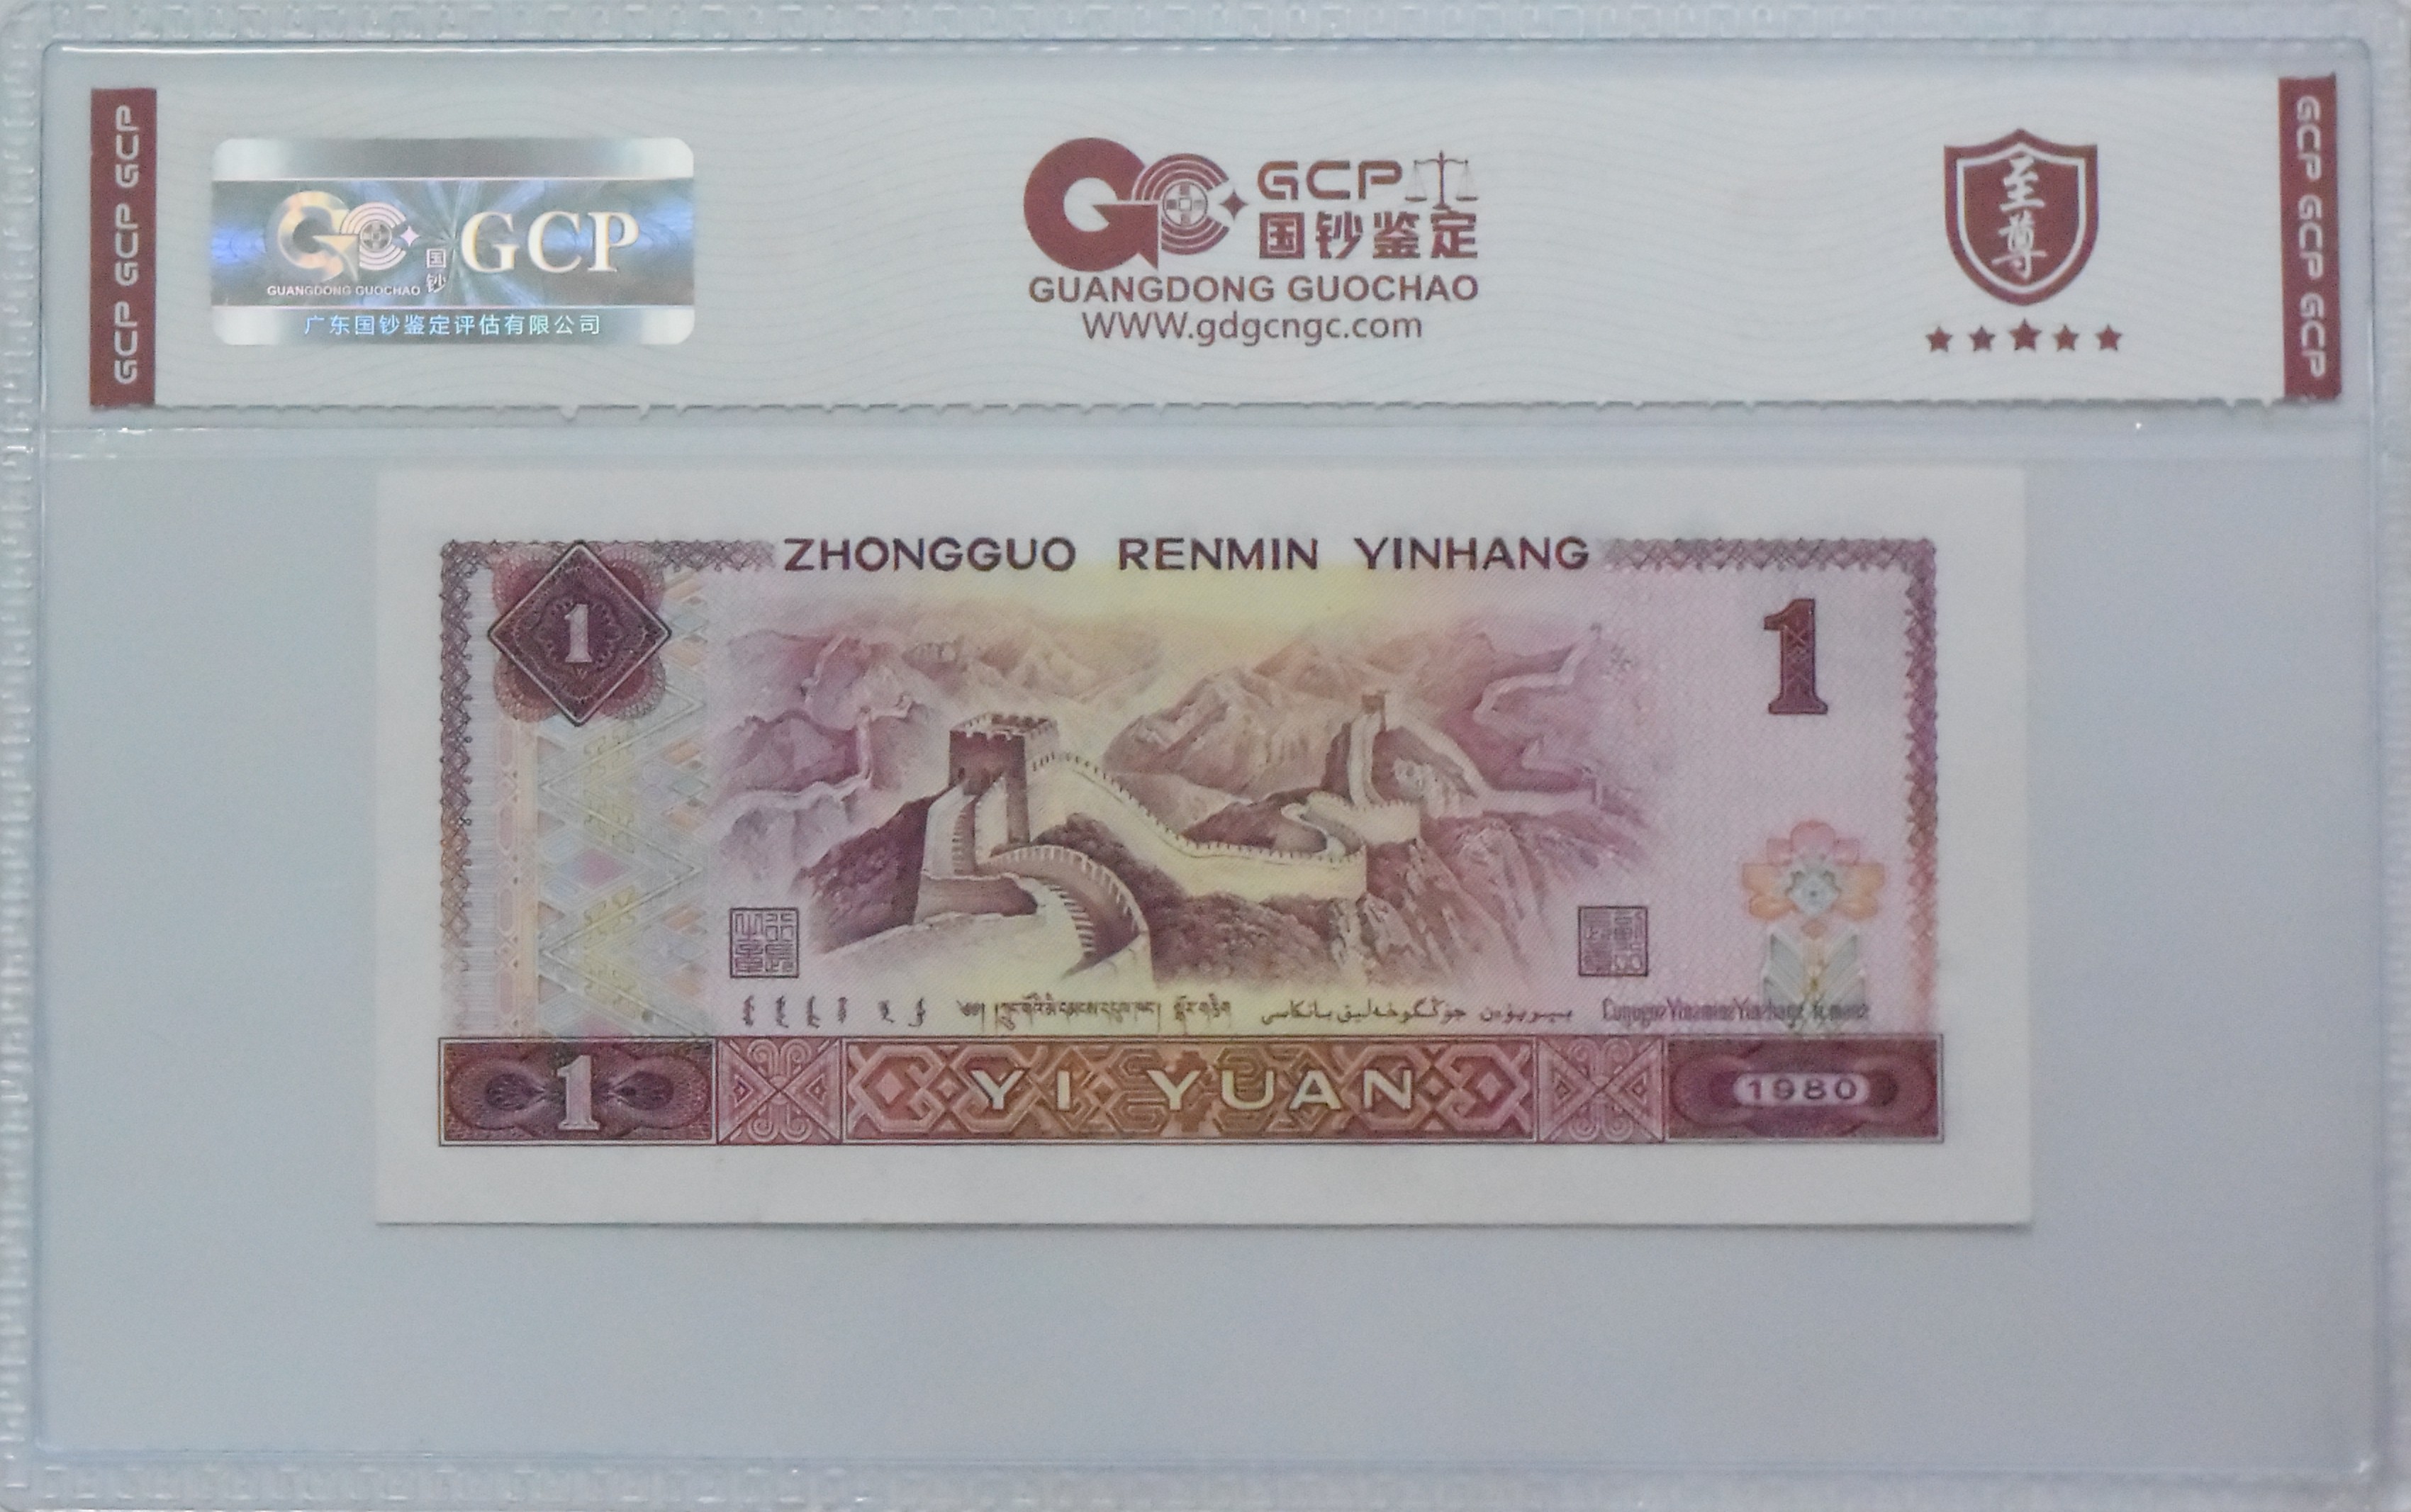 GCP GCP GCP
GCP
国钞
GUANGDONG GUOCHAO
广东国钞鉴定评估有限公司
GCP
国钞鉴定
GUANGDONG GUOCHAO
WWW.gdgcngc.com
至尊
GCP GCP GCP
ZHONGGUO RENMIN YINHANG
1
1
1
YI YUAN
1980